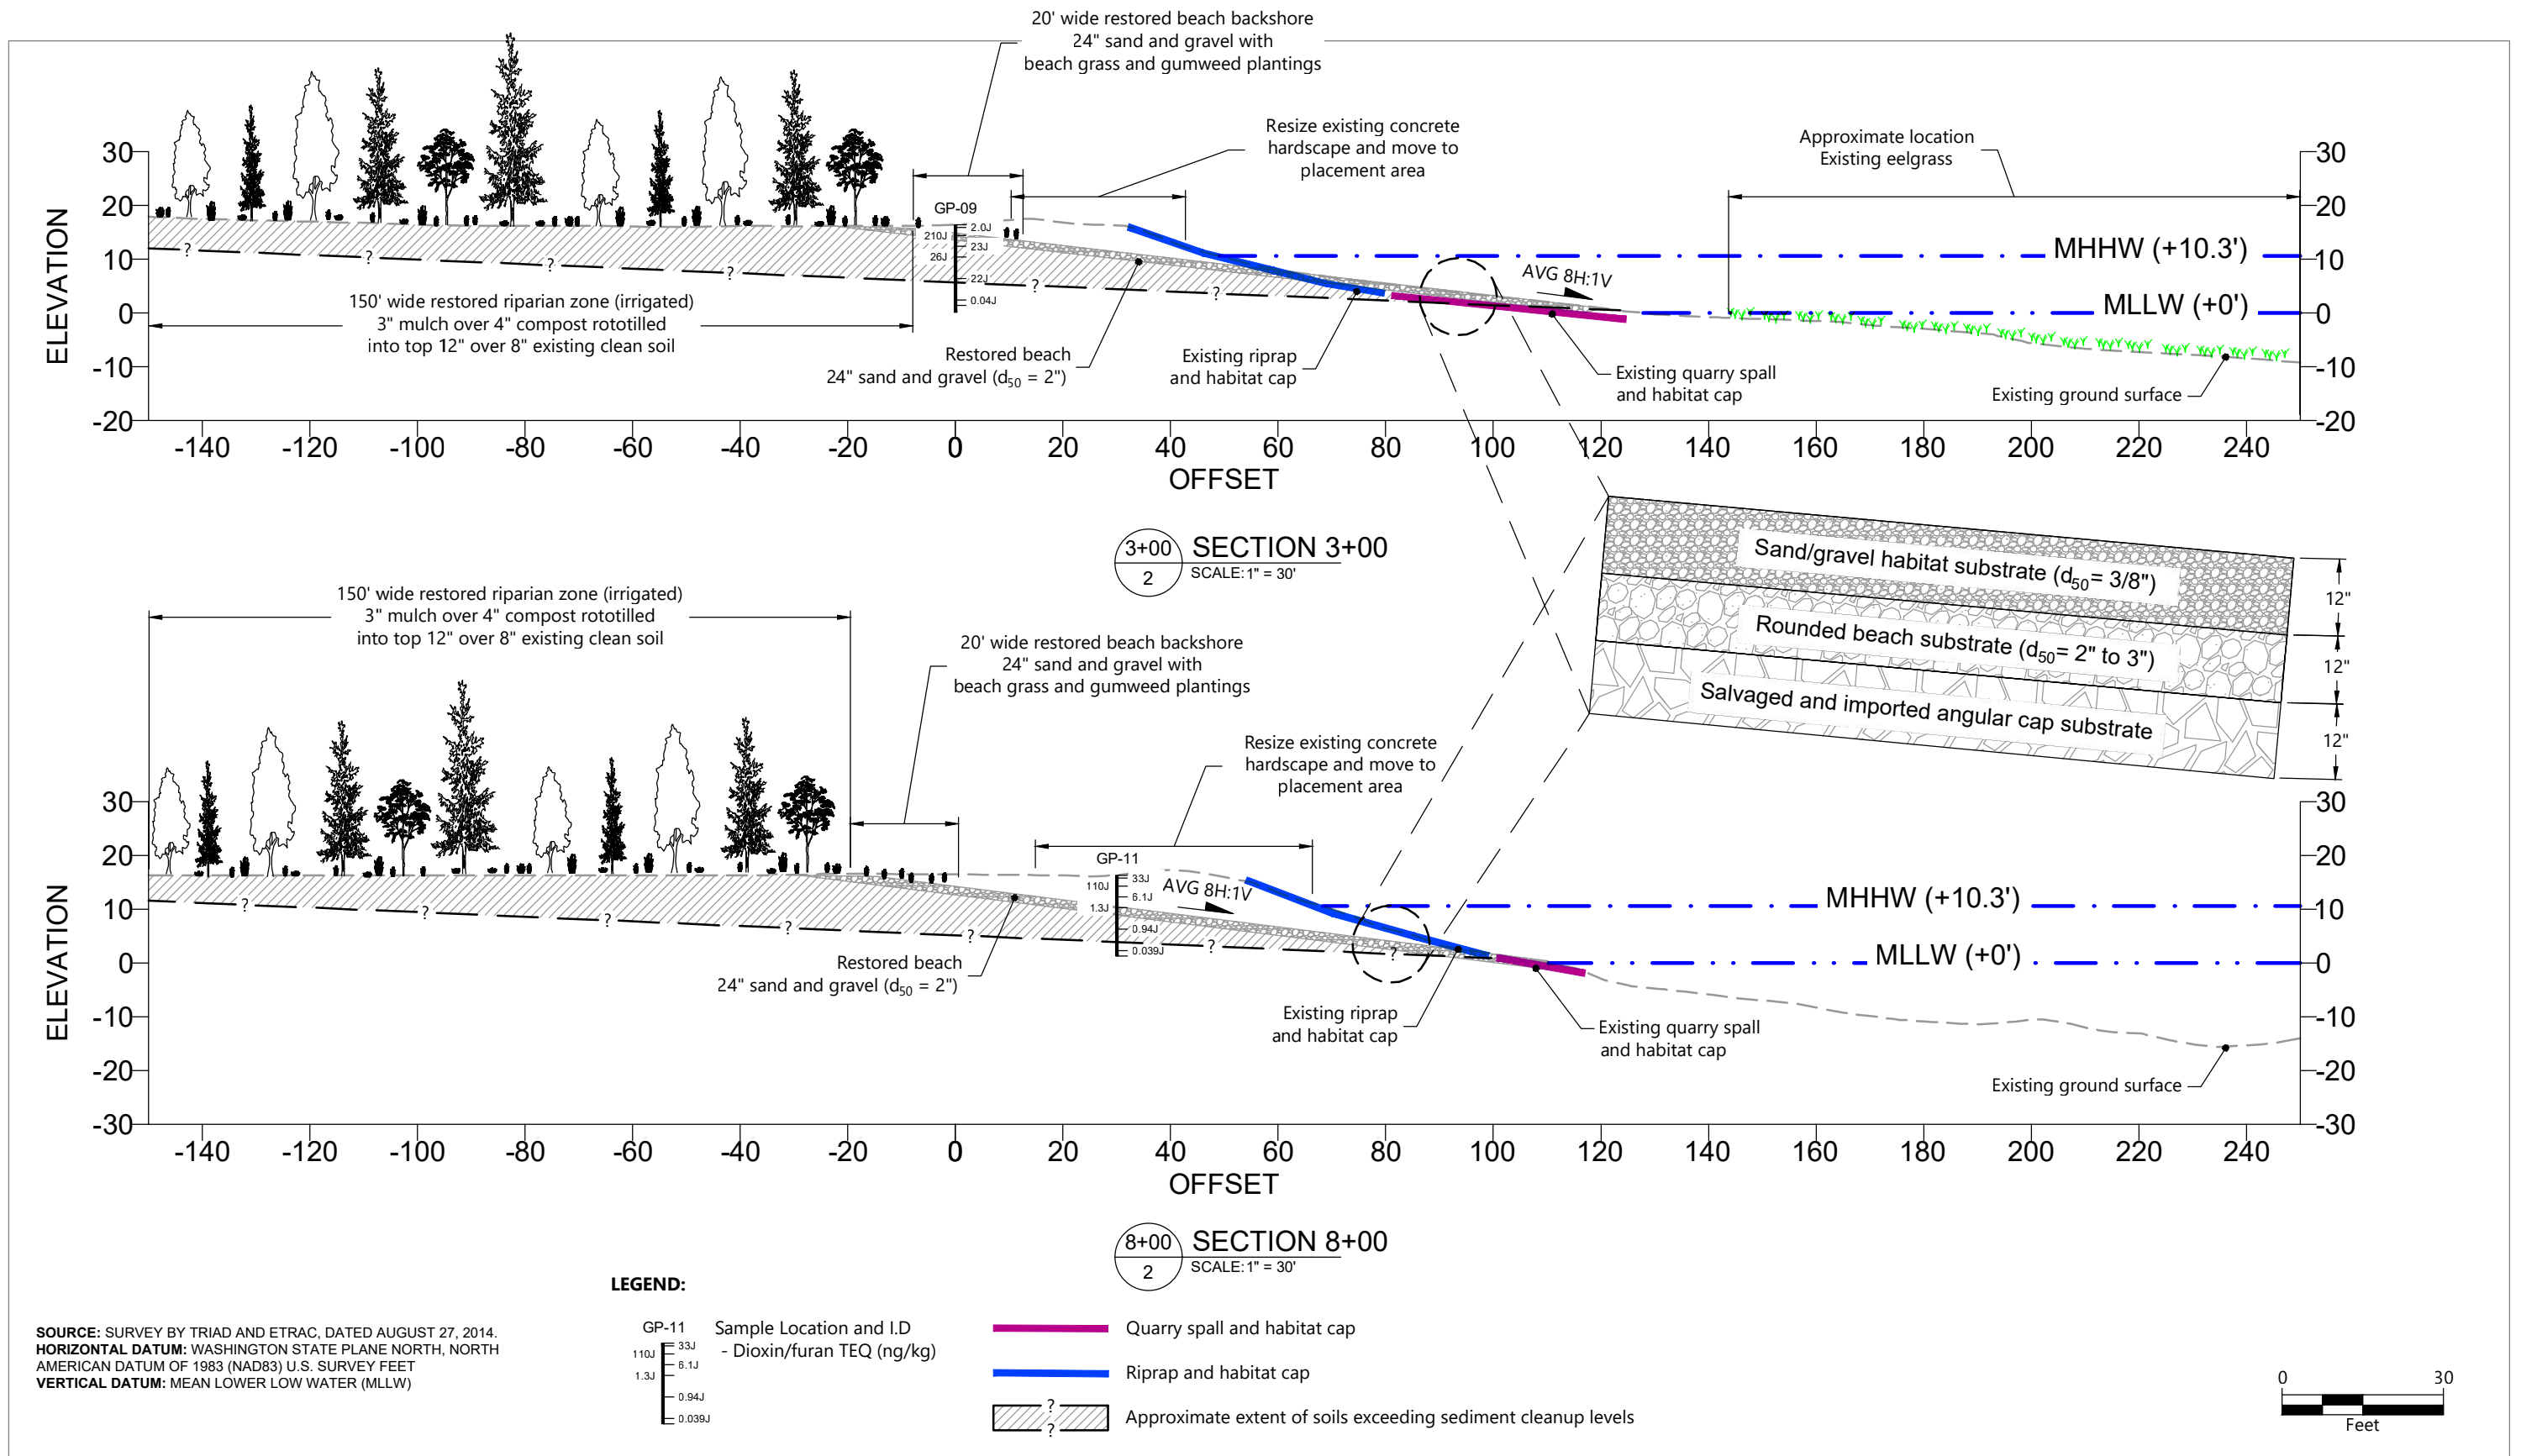 20' wide restored beach backshore
24" sand and gravel with
beach grass and gumweed plantings
Resize existing concrete
hardscape and move to
placement area
Approximate location
Existing eelgrass
30
20
10
0
-10
-20
ELEVATION
30
20
10
0
-10
-20
GP-09
2.0J
210J
23J
26J
22J
0.04J
MHHW (+10.3')
MLLW (+0')
AVG 8H:1V
? ? ? ? ? ?
150' wide restored riparian zone (irrigated)
3" mulch over 4" compost rototilled
into top 12" over 8" existing clean soil
Restored beach
24" sand and gravel (d50 = 2")
Existing riprap
and habitat cap
Existing quarry spall
and habitat cap
Existing ground surface
-140 -120 -100 -80 -60 -40 -20 0 20 40 60 80 100 120 140 160 180 200 220 240
OFFSET
3+00
2
SECTION 3+00
SCALE: 1" = 30'
Sand/gravel habitat substrate (d50= 3/8")
Rounded beach substrate (d50= 2" to 3")
Salvaged and imported angular cap substrate
12"
12"
12"
150' wide restored riparian zone (irrigated)
3" mulch over 4" compost rototilled
into top 12" over 8" existing clean soil
20' wide restored beach backshore
24" sand and gravel with
beach grass and gumweed plantings
Resize existing concrete
hardscape and move to
placement area
30
20
10
0
-10
-20
-30
ELEVATION
30
20
10
0
-10
-20
-30
GP-11
33J
110J
6.1J
1.3J
0.94J
0.039J
AVG 8H:1V
MHHW (+10.3')
MLLW (+0')
? ? ? ? ? ? ?
Restored beach
24" sand and gravel (d50 = 2")
Existing riprap
and habitat cap
Existing quarry spall
and habitat cap
Existing ground surface
-140 -120 -100 -80 -60 -40 -20 0 20 40 60 80 100 120 140 160 180 200 220 240
OFFSET
8+00
2
SECTION 8+00
SCALE: 1" = 30'
LEGEND:
GP-11
33J
110J
6.1J
1.3J
0.94J
0.039J
Sample Location and I.D
- Dioxin/furan TEQ (ng/kg)
Quarry spall and habitat cap
Riprap and habitat cap
?
?
Approximate extent of soils exceeding sediment cleanup levels
SOURCE: SURVEY BY TRIAD AND ETRAC, DATED AUGUST 27, 2014.
HORIZONTAL DATUM: WASHINGTON STATE PLANE NORTH, NORTH
AMERICAN DATUM OF 1983 (NAD83) U.S. SURVEY FEET
VERTICAL DATUM: MEAN LOWER LOW WATER (MLLW)
0 30
Feet